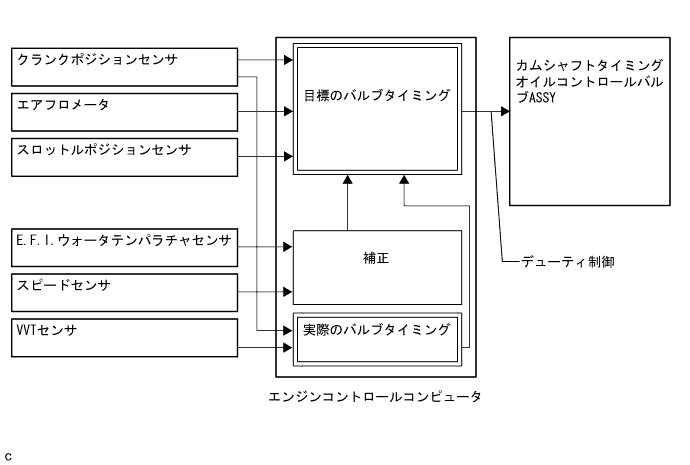 クランクポジションセンサ
エアフロメータ
スロットルポジションセンサ
E.F.I.ウォータテンパラチャセンサ
スピードセンサ
VVTセンサ
目標のバルブタイミング
補正
実際のバルブタイミング
エンジンコントロールコンピュータ
カムシャフトタイミング
オイルコントロールバル
ブASSY
デューティ制御
c